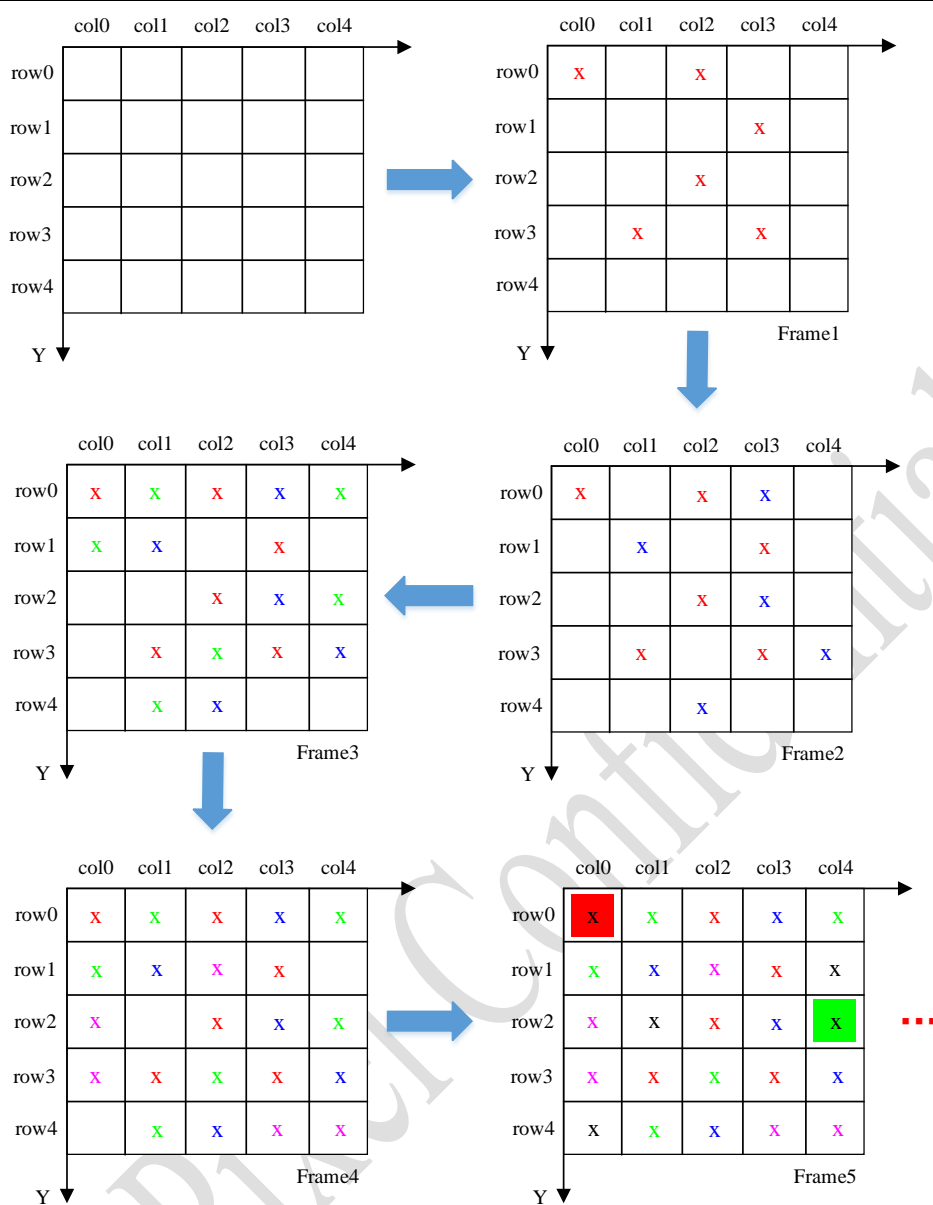 col0 col1 col2 col3 col4
row0
row1
row2
row3
row4
Y
col0 col1 col2 col3 col4
row0 x x
row1 x
row2 x
row3 x x
row4
Frame1
Y
col0 col1 col2 col3 col4
row0 x x x x x
row1 x x x
row2 x x x
row3 x x x x
row4 x x
Frame3
Y
col0 col1 col2 col3 col4
row0 x x x
row1 x x
row2 x x
row3 x x x
row4 x
Frame2
Y
col0 col1 col2 col3 col4
row0 x x x x x
row1 x x x x
row2 x x x x
row3 x x x x x
row4 x x x x
Frame4
Y
col0 col1 col2 col3 col4
row0 x x x x x
row1 x x x x x
row2 x x x x x
row3 x x x x x
row4 x x x x x
Frame5
Y